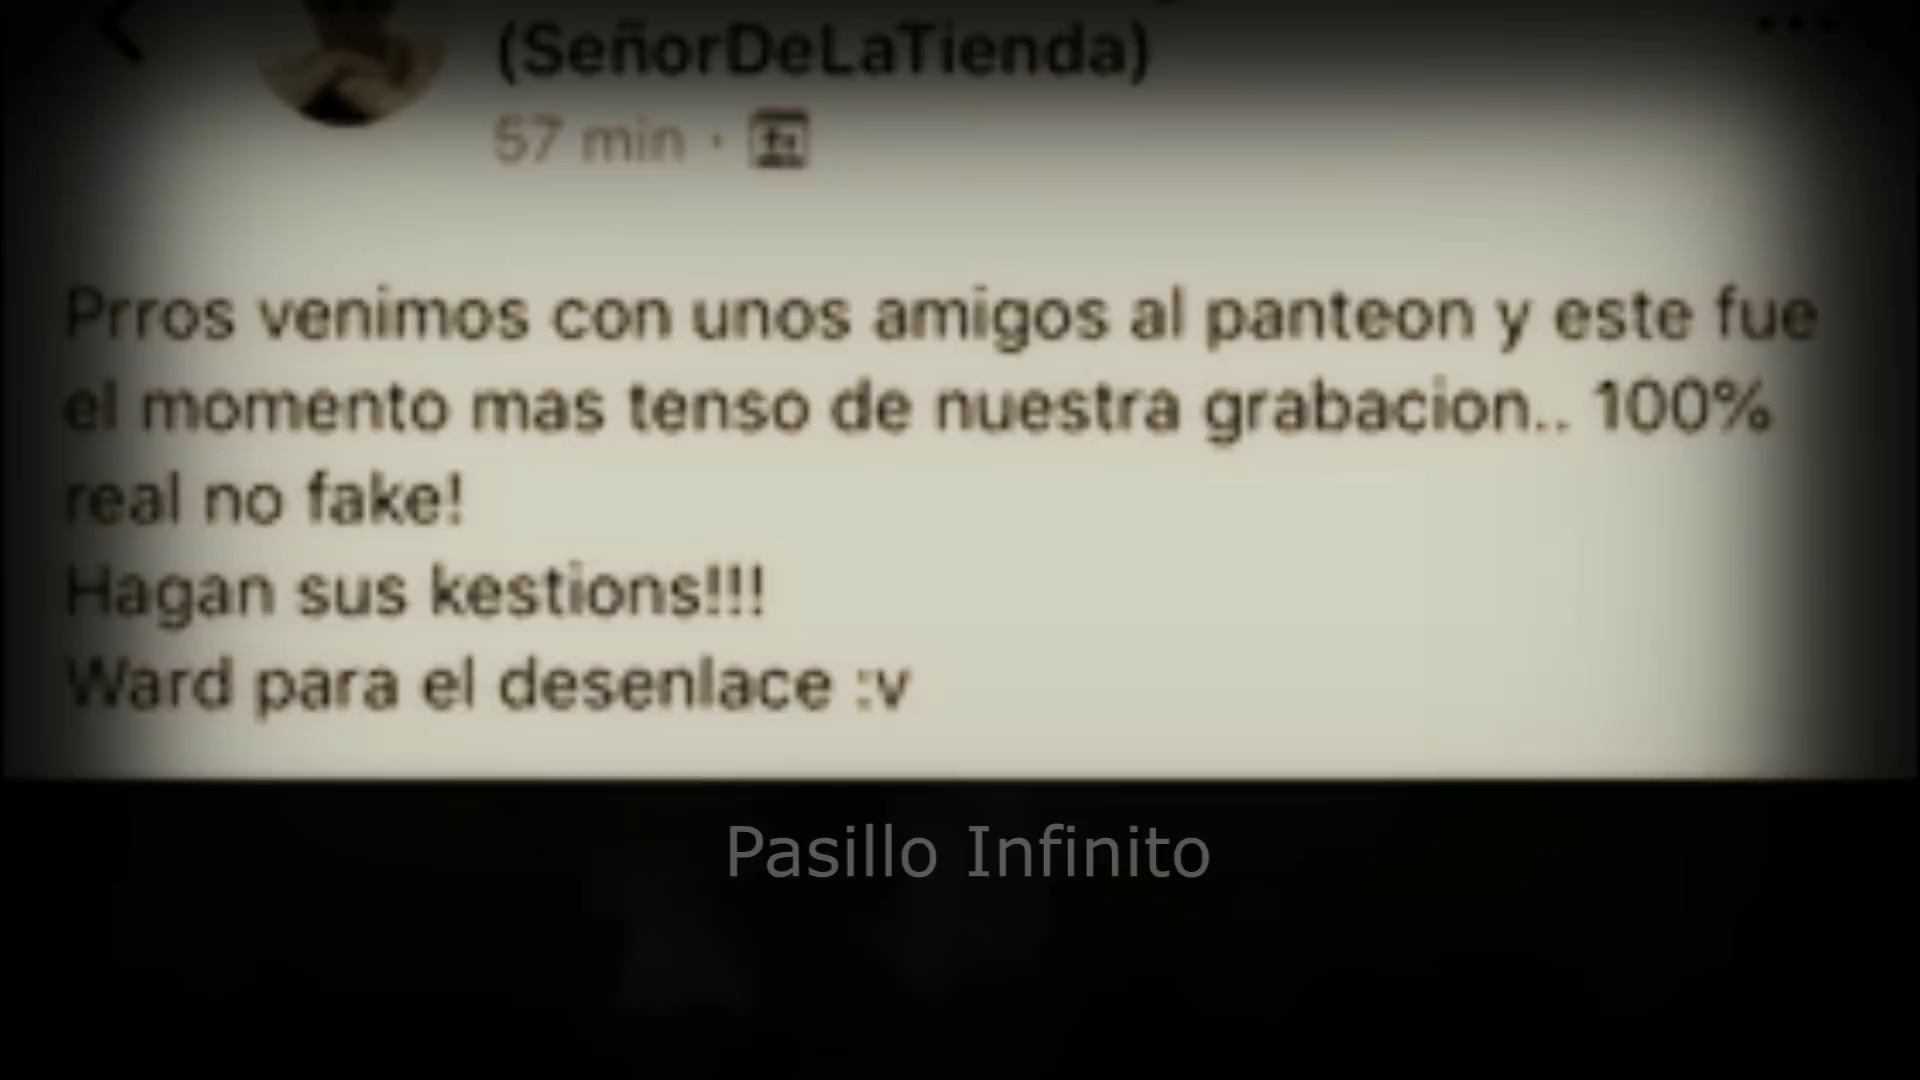 (SeñorDeLaTienda)
57 min ·
Prros venimos con unos amigos al panteon y este fue
el momento mas tenso de nuestra grabacion.. 100%
real no fake!
Hagan sus kestions!!!
Ward para el desenlace :v
Pasillo Infinito